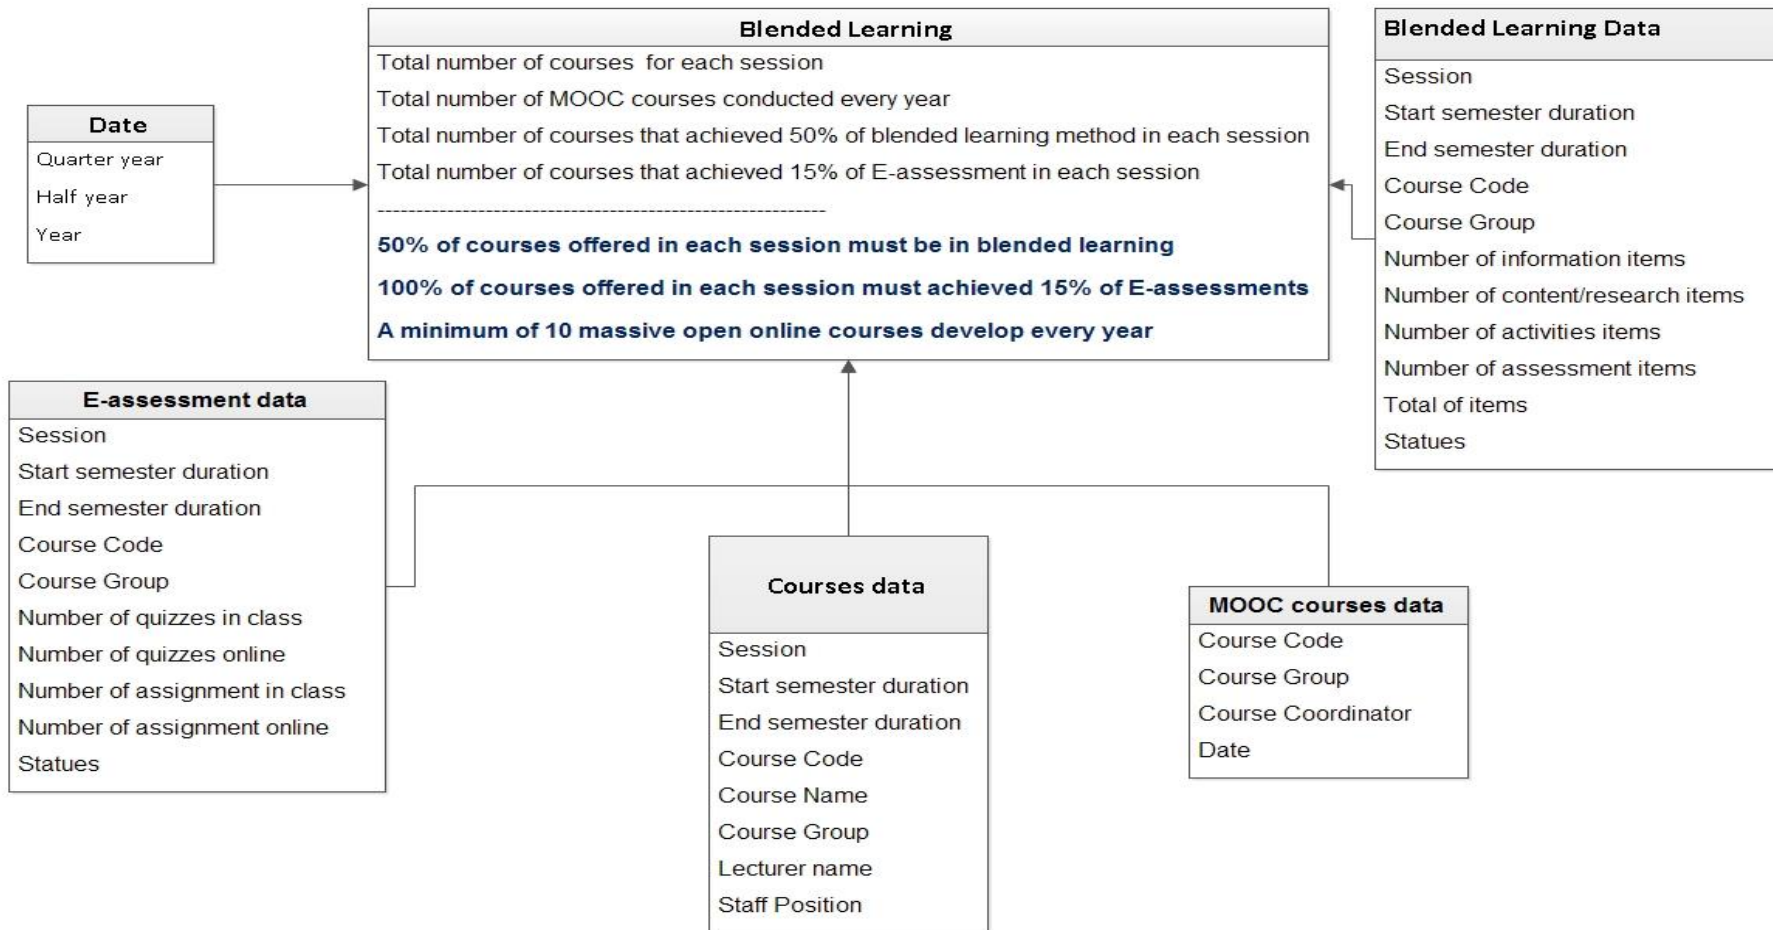 Blended Learning
Total number of courses for each session
Total number of MOOC courses conducted every year
Total number of courses that achieved 50% of blended learning method in each session
Total number of courses that achieved 15% of E-assessment in each session
----------------------------------------------------------
50% of courses offered in each session must be in blended learning
100% of courses offered in each session must achieved 15% of E-assessments
A minimum of 10 massive open online courses develop every year
Blended Learning Data
Session
Start semester duration
End semester duration
Course Code
Course Group
Number of information items
Number of content/research items
Number of activities items
Number of assessment items
Total of items
Statues
Date
Quarter year
Half year
Year
E-assessment data
Session
Start semester duration
End semester duration
Course Code
Course Group
Number of quizzes in class
Number of quizzes online
Number of assignment in class
Number of assignment online
Statues
Courses data
Session
Start semester duration
End semester duration
Course Code
Course Name
Course Group
Lecturer name
Staff Position
MOOC courses data
Course Code
Course Group
Course Coordinator
Date